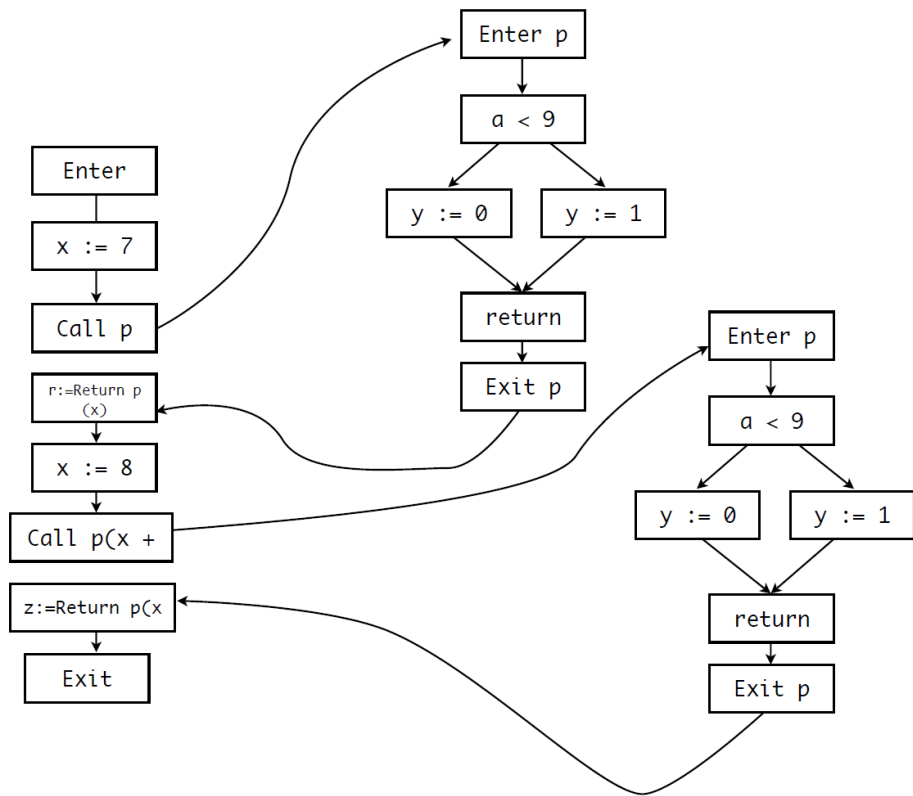 Enter
x := 7
Call p
r:=Return p
(x)
x := 8
Call p(x +
z:=Return p(x
Exit
Enter p
a < 9
y := 0
y := 1
return
Exit p
Enter p
a < 9
y := 0
y := 1
return
Exit p